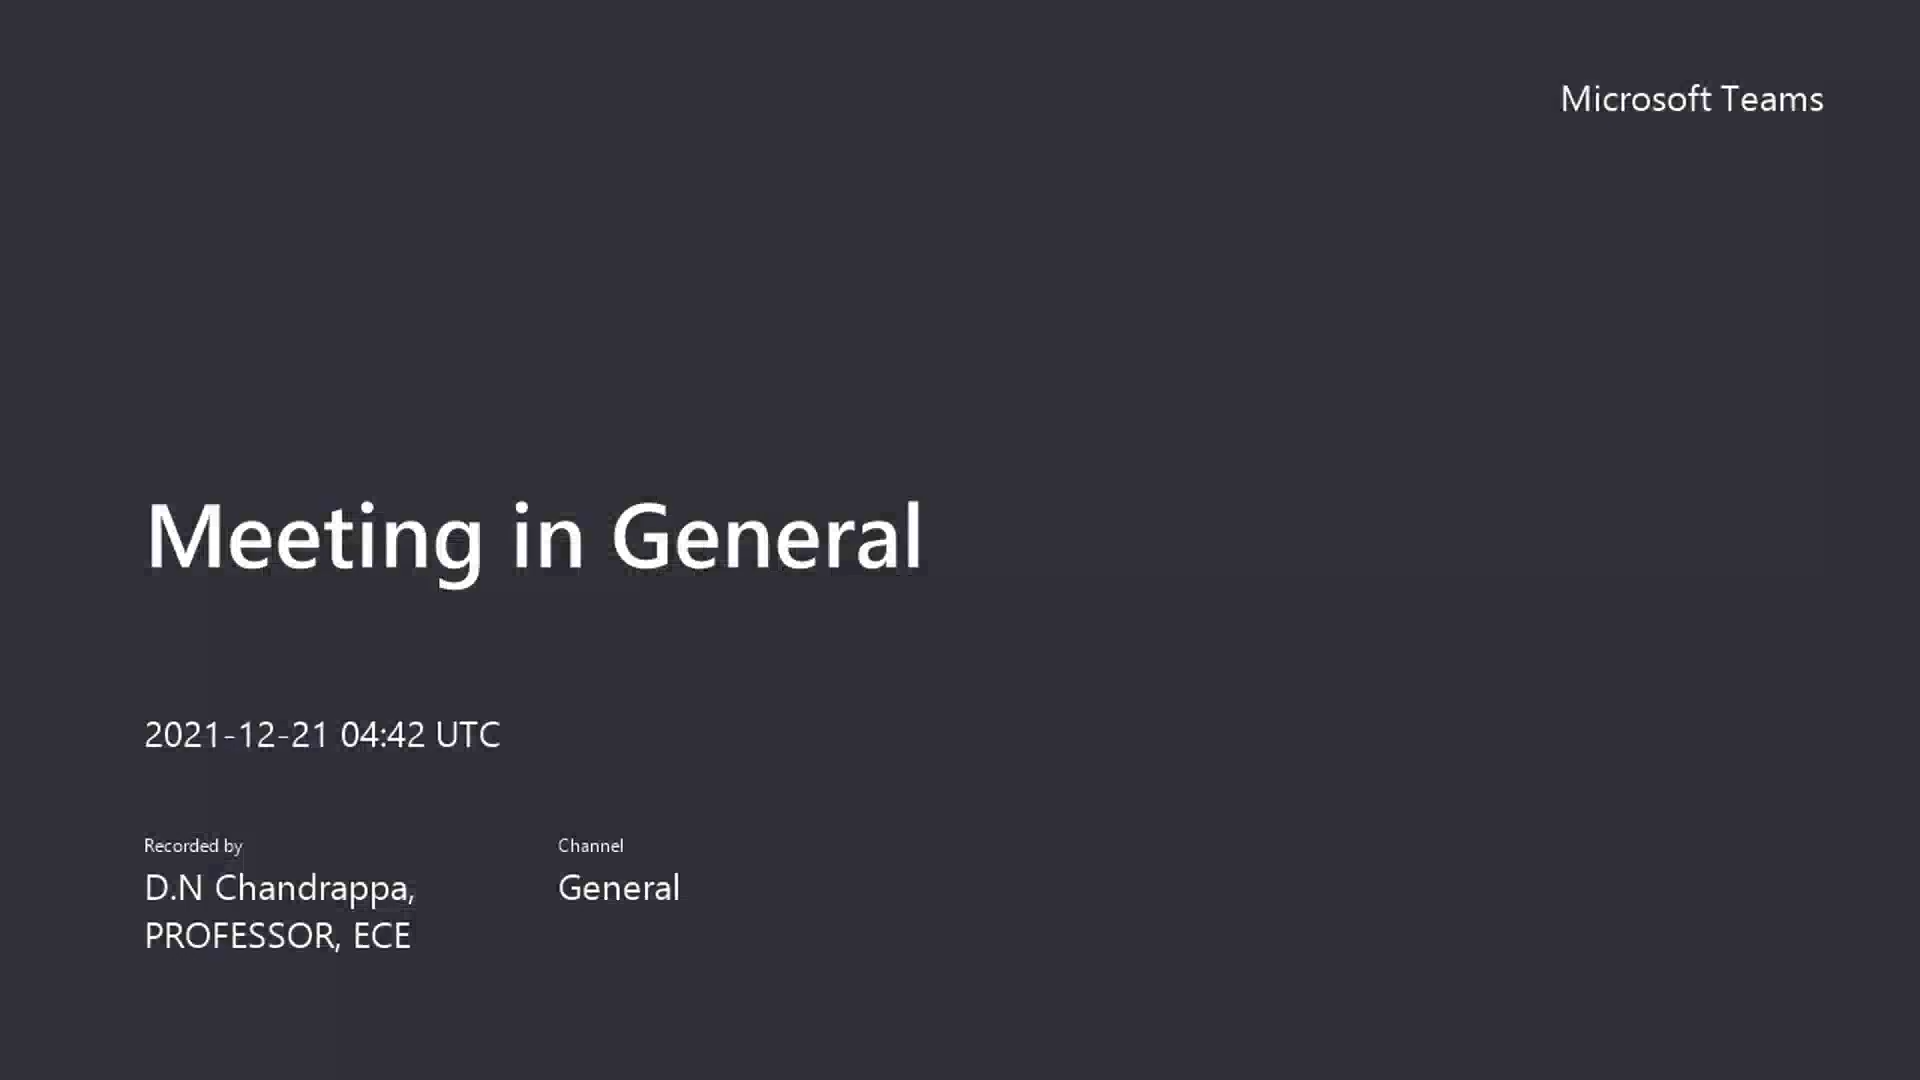 Microsoft Teams
Meeting in General
2021-12-21 04:42 UTC
Recorded by
D.N Chandrappa,
PROFESSOR, ECE
Channel
General